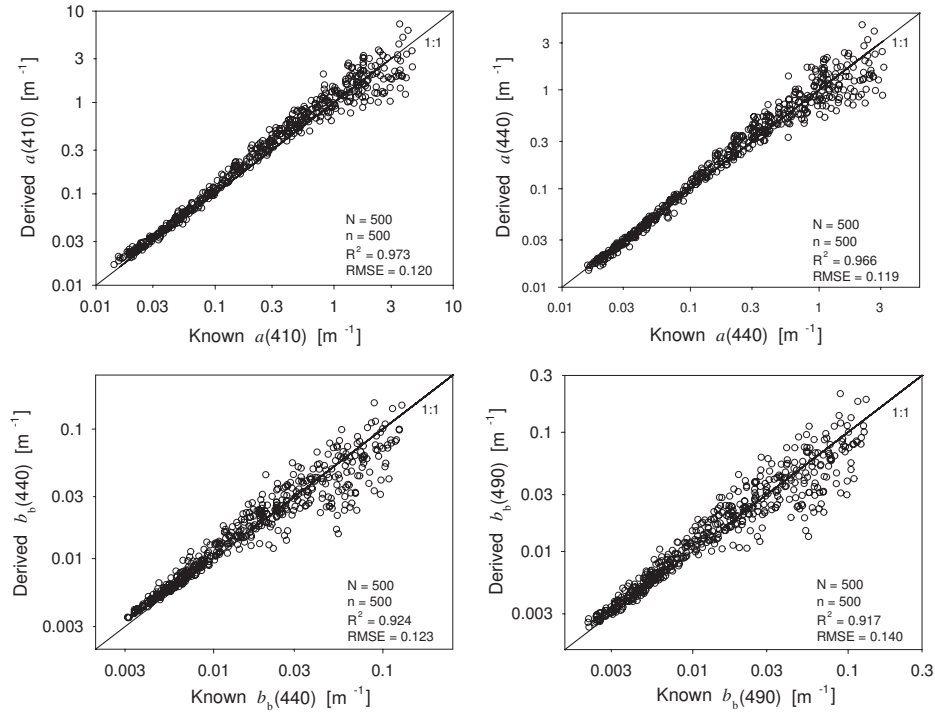 10
3
1
0.3
0.1
0.03
0.01
Derived a(410) [m⁻¹]
1:1
N = 500
n = 500
R² = 0.973
RMSE = 0.120
0.01 0.03 0.1 0.3 1 3 10
Known a(410) [m⁻¹]
3
1
0.3
0.1
0.03
0.01
Derived a(440) [m⁻¹]
1:1
N = 500
n = 500
R² = 0.966
RMSE = 0.119
0.01 0.03 0.1 0.3 1 3
Known a(440) [m⁻¹]
0.1
0.03
0.01
0.003
Derived b_b(440) [m⁻¹]
1:1
N = 500
n = 500
R² = 0.924
RMSE = 0.123
0.003 0.01 0.03 0.1
Known b_b(440) [m⁻¹]
0.3
0.1
0.03
0.01
0.003
Derived b_b(490) [m⁻¹]
1:1
N = 500
n = 500
R² = 0.917
RMSE = 0.140
0.003 0.01 0.03 0.1 0.3
Known b_b(490) [m⁻¹]